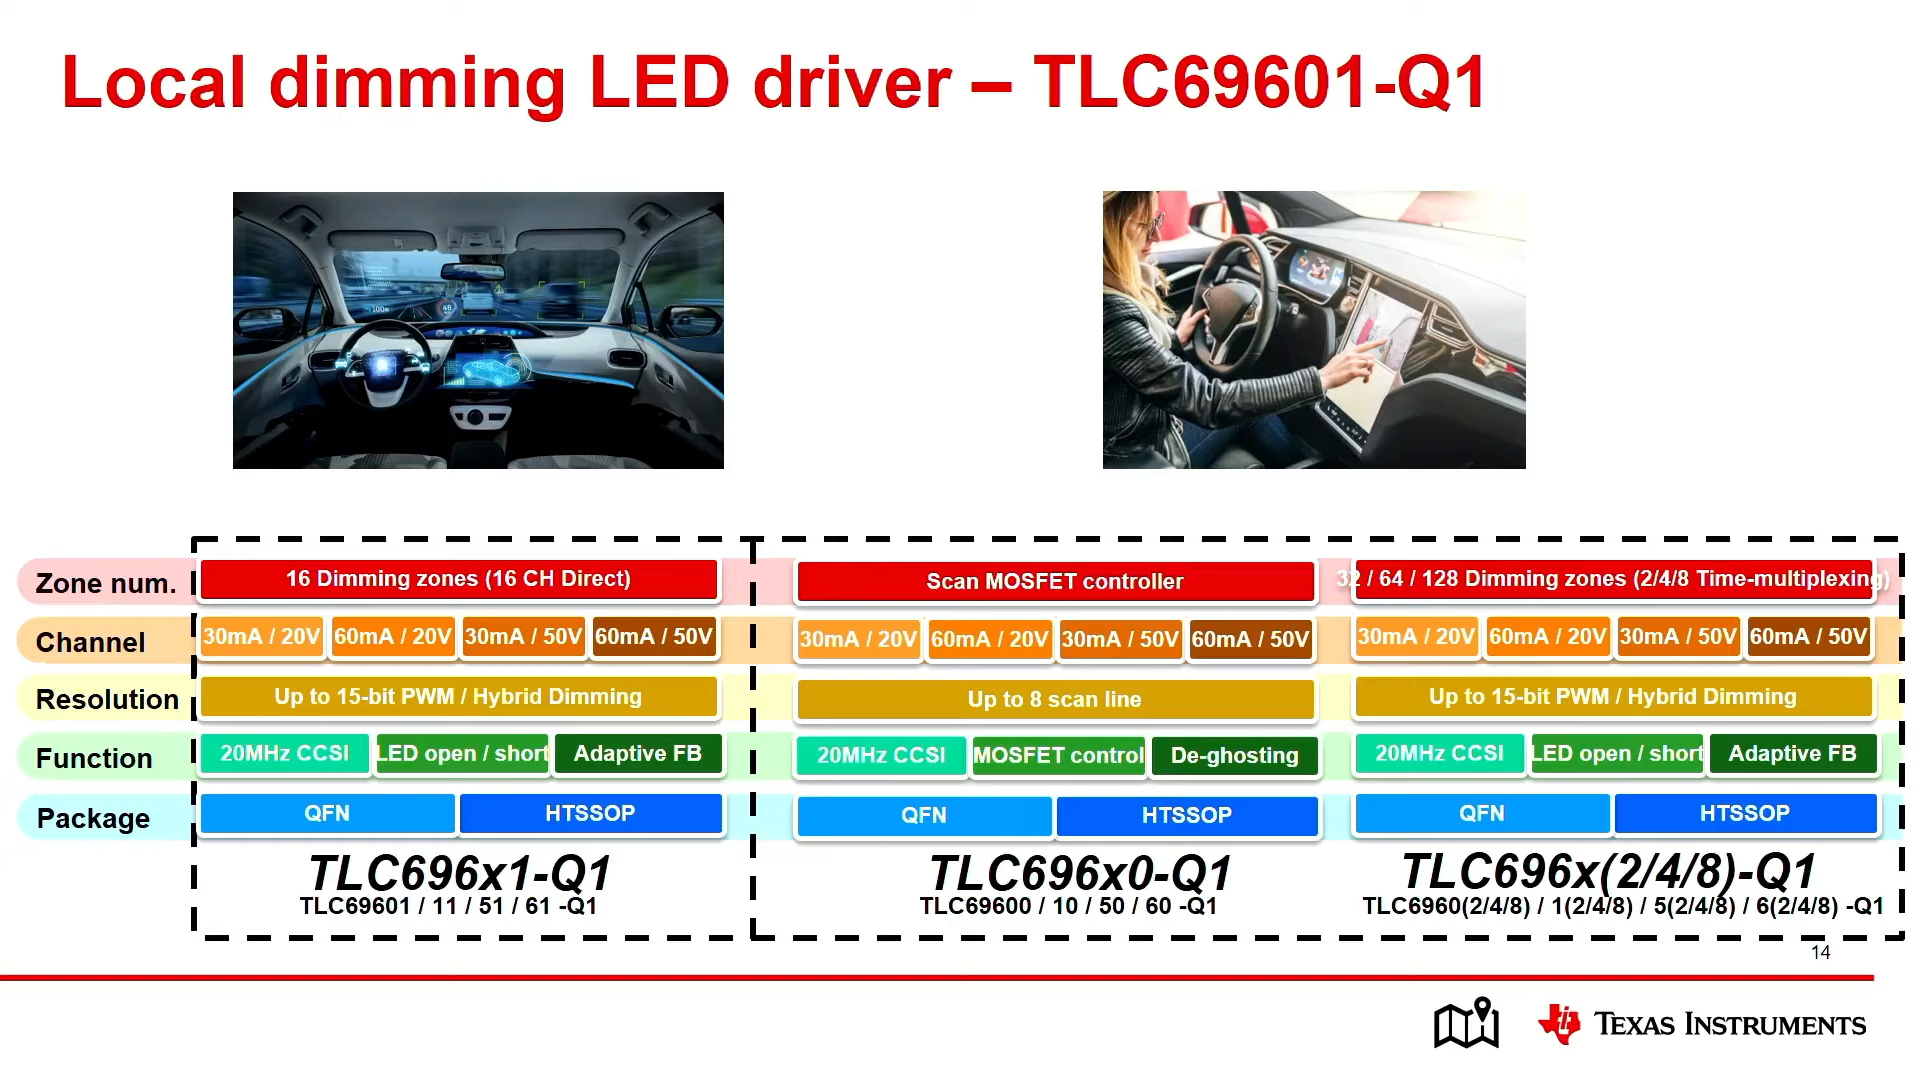 Local dimming LED driver – TLC69601-Q1
Zone num.
16 Dimming zones (16 CH Direct)
Scan MOSFET controller
32 / 64 / 128 Dimming zones (2/4/8 Time-multiplexing)
Channel
30mA / 20V
60mA / 20V
30mA / 50V
60mA / 50V
30mA / 20V
60mA / 20V
30mA / 50V
60mA / 50V
30mA / 20V
60mA / 20V
30mA / 50V
60mA / 50V
Resolution
Up to 15-bit PWM / Hybrid Dimming
Up to 8 scan line
Up to 15-bit PWM / Hybrid Dimming
Function
20MHz CCSI
LED open / short
Adaptive FB
20MHz CCSI
MOSFET control
De-ghosting
20MHz CCSI
LED open / short
Adaptive FB
Package
QFN
HTSSOP
QFN
HTSSOP
QFN
HTSSOP
TLC696x1-Q1
TLC69601 / 11 / 51 / 61 -Q1
TLC696x0-Q1
TLC69600 / 10 / 50 / 60 -Q1
TLC696x(2/4/8)-Q1
TLC6960(2/4/8) / 1(2/4/8) / 5(2/4/8) / 6(2/4/8) -Q1
14
TEXAS INSTRUMENTS